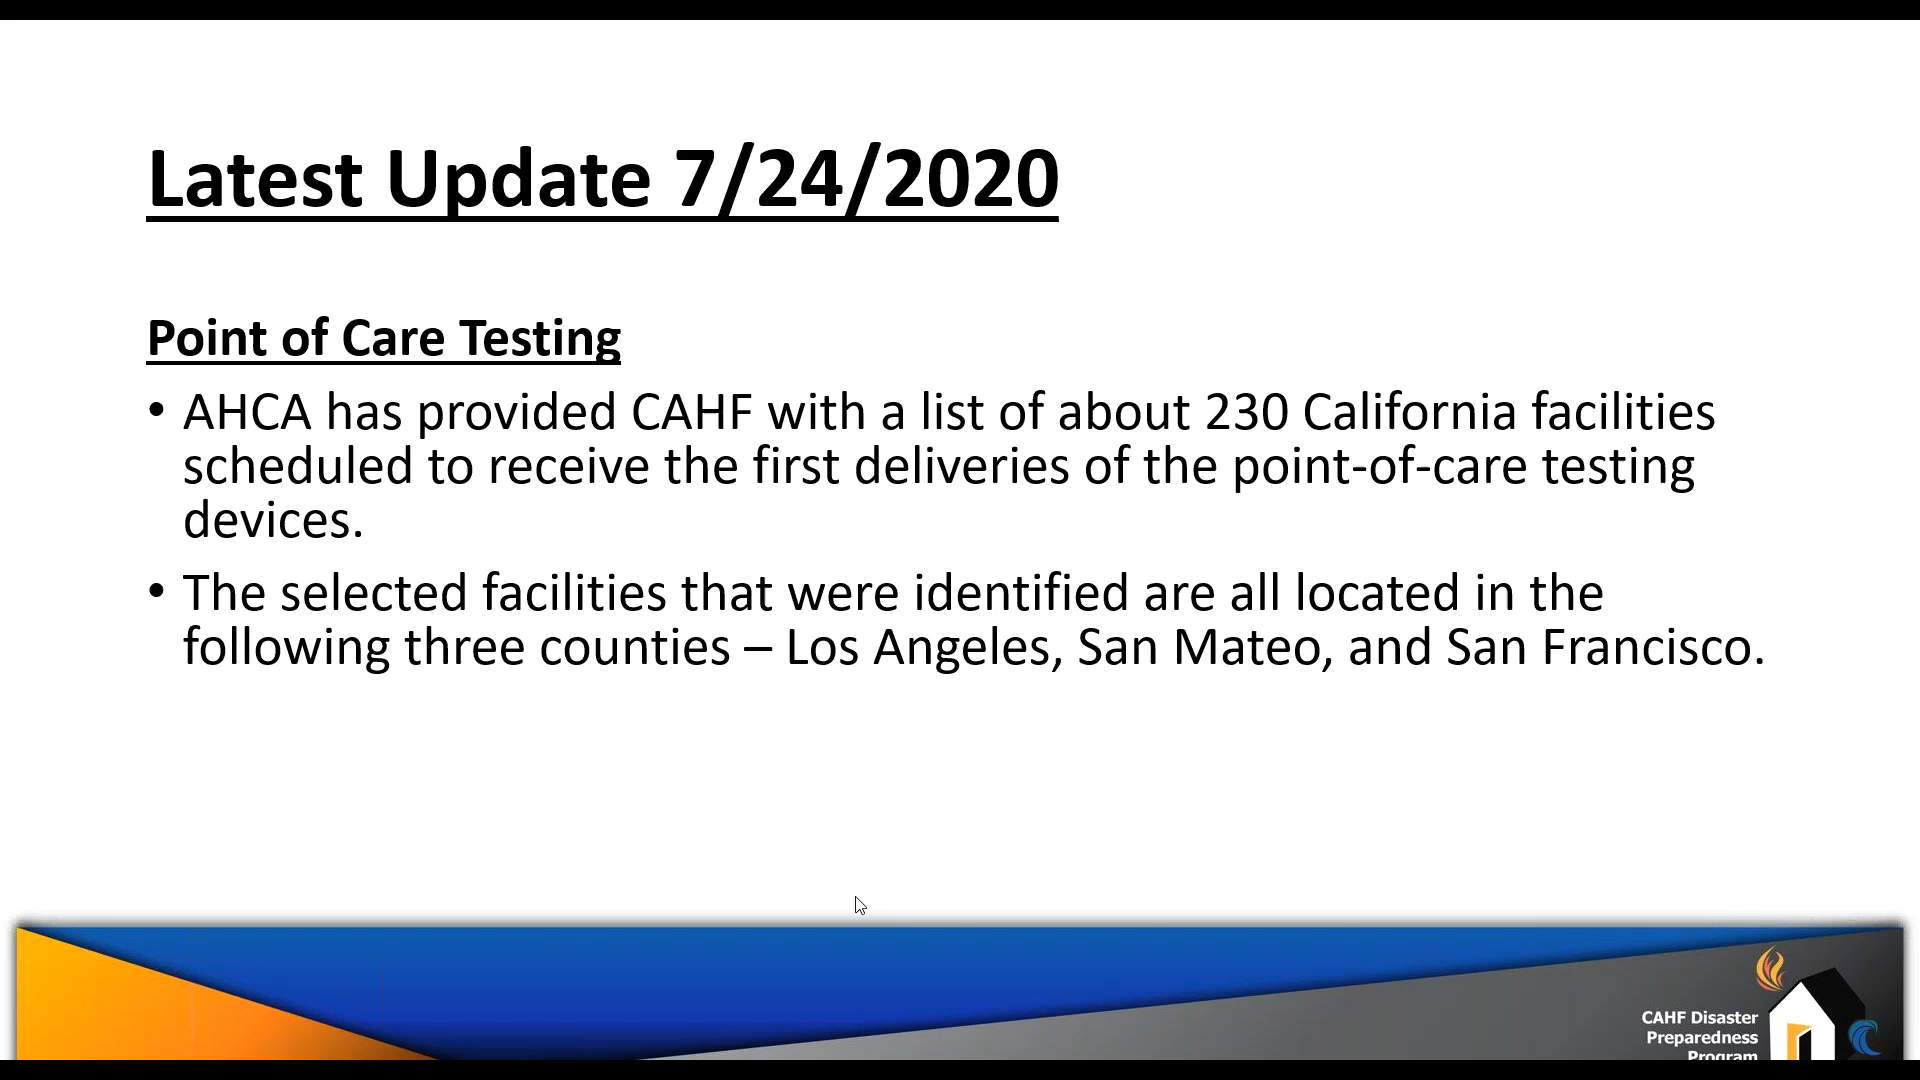 Latest Update 7/24/2020
Point of Care Testing
• AHCA has provided CAHF with a list of about 230 California facilities
scheduled to receive the first deliveries of the point-of-care testing
devices.
• The selected facilities that were identified are all located in the
following three counties – Los Angeles, San Mateo, and San Francisco.
CAHF Disaster
Preparedness
Program